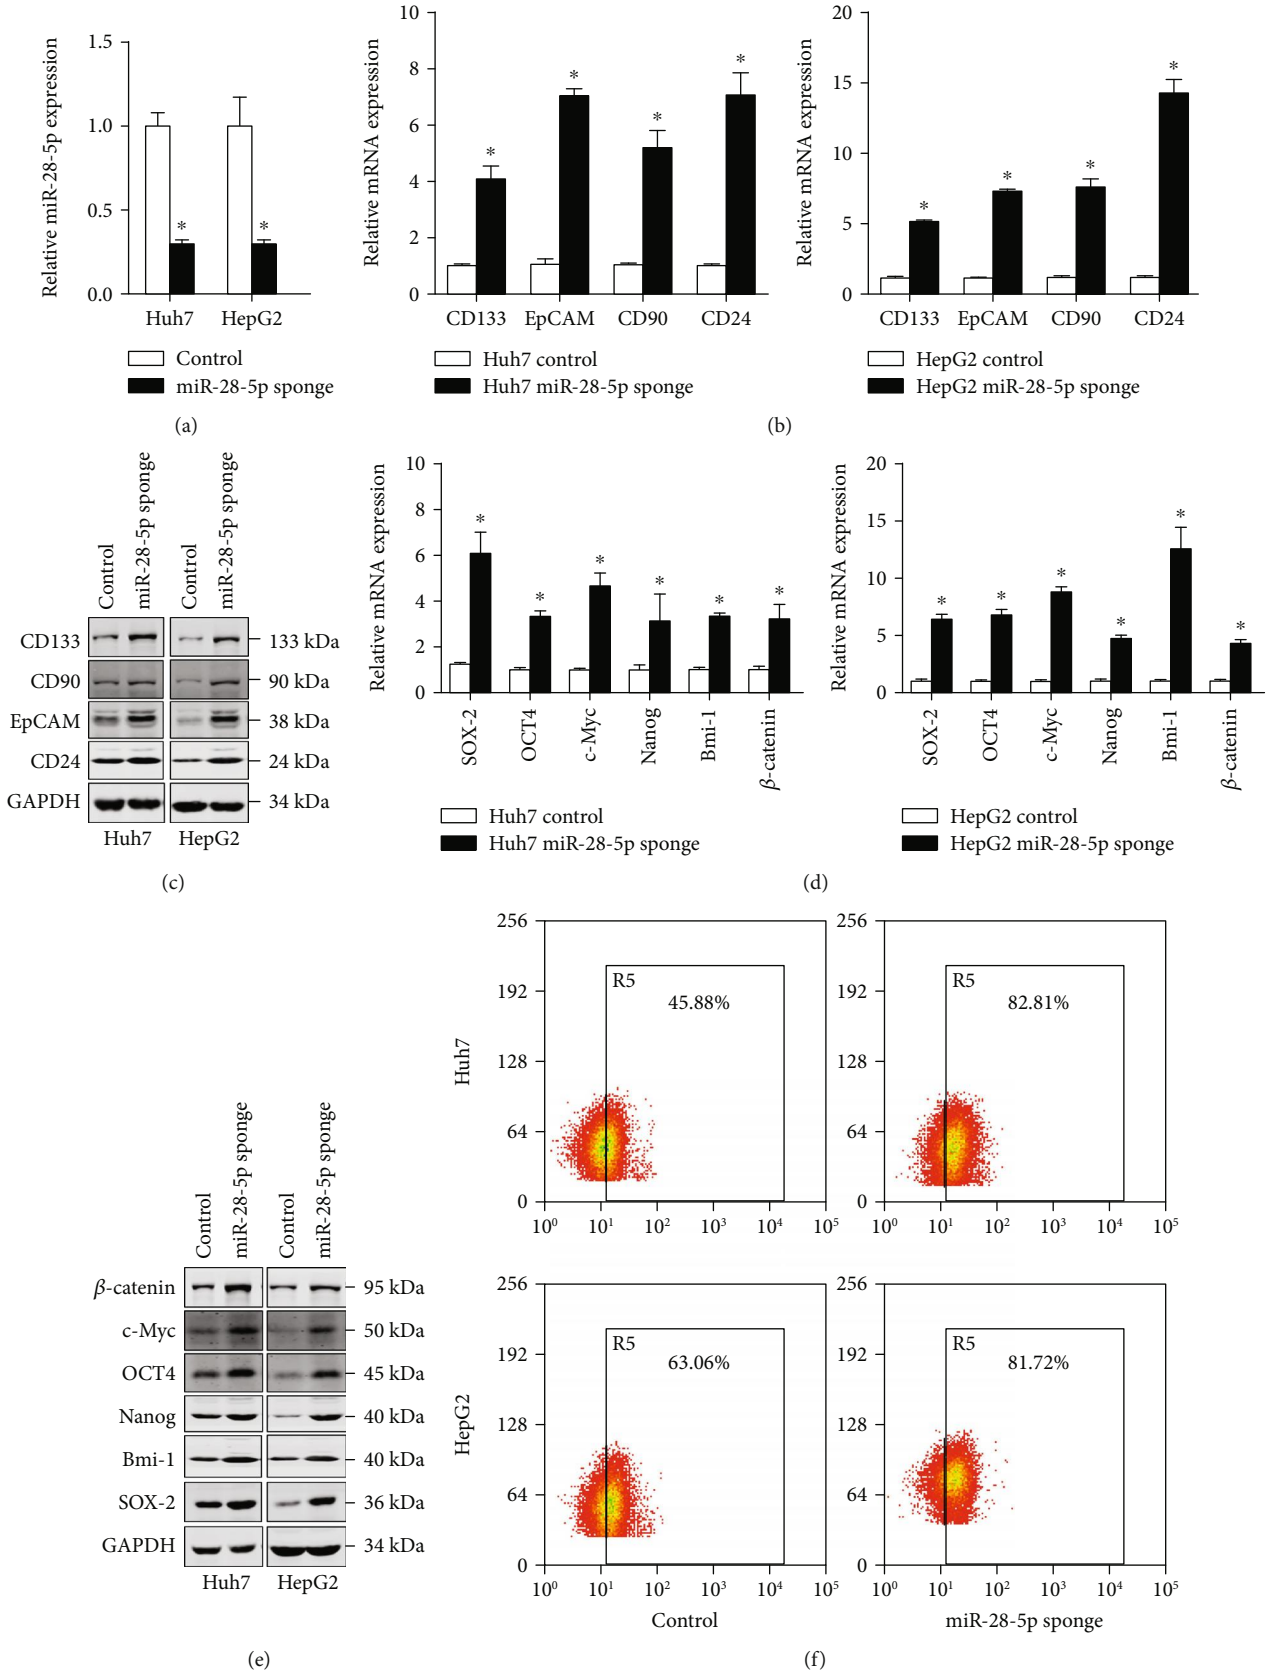 Relative miR-28-5p expression
1.5
1.0
0.5
0.0
* *
Huh7 HepG2
Control
miR-28-5p sponge
(a)
Relative mRNA expression
10
8
6
4
2
0
* * * *
CD133 EpCAM CD90 CD24
Huh7 control
Huh7 miR-28-5p sponge
Relative mRNA expression
20
15
10
5
0
* * * *
CD133 EpCAM CD90 CD24
HepG2 control
HepG2 miR-28-5p sponge
(b)
Control miR-28-5p sponge Control miR-28-5p sponge
CD133 133 kDa
CD90 90 kDa
EpCAM 38 kDa
CD24 24 kDa
GAPDH 34 kDa
Huh7 HepG2
(c)
Relative mRNA expression
10
8
6
4
2
0
* * * * * *
SOX-2 OCT4 c-Myc Nanog Bmi-1 β-catenin
Huh7 control
Huh7 miR-28-5p sponge
Relative mRNA expression
20
15
10
5
0
* * * * * *
SOX-2 OCT4 c-Myc Nanog Bmi-1 β-catenin
HepG2 control
HepG2 miR-28-5p sponge
(d)
Control miR-28-5p sponge Control miR-28-5p sponge
β-catenin 95 kDa
c-Myc 50 kDa
OCT4 45 kDa
Nanog 40 kDa
Bmi-1 40 kDa
SOX-2 36 kDa
GAPDH 34 kDa
Huh7 HepG2
(e)
Huh7
256
192
128
64
0
R5
45.88%
10⁰ 10¹ 10² 10³ 10⁴ 10⁵
256
192
128
64
0
R5
82.81%
10⁰ 10¹ 10² 10³ 10⁴ 10⁵
HepG2
256
192
128
64
0
R5
63.06%
10⁰ 10¹ 10² 10³ 10⁴ 10⁵
Control
256
192
128
64
0
R5
81.72%
10⁰ 10¹ 10² 10³ 10⁴ 10⁵
miR-28-5p sponge
(f)